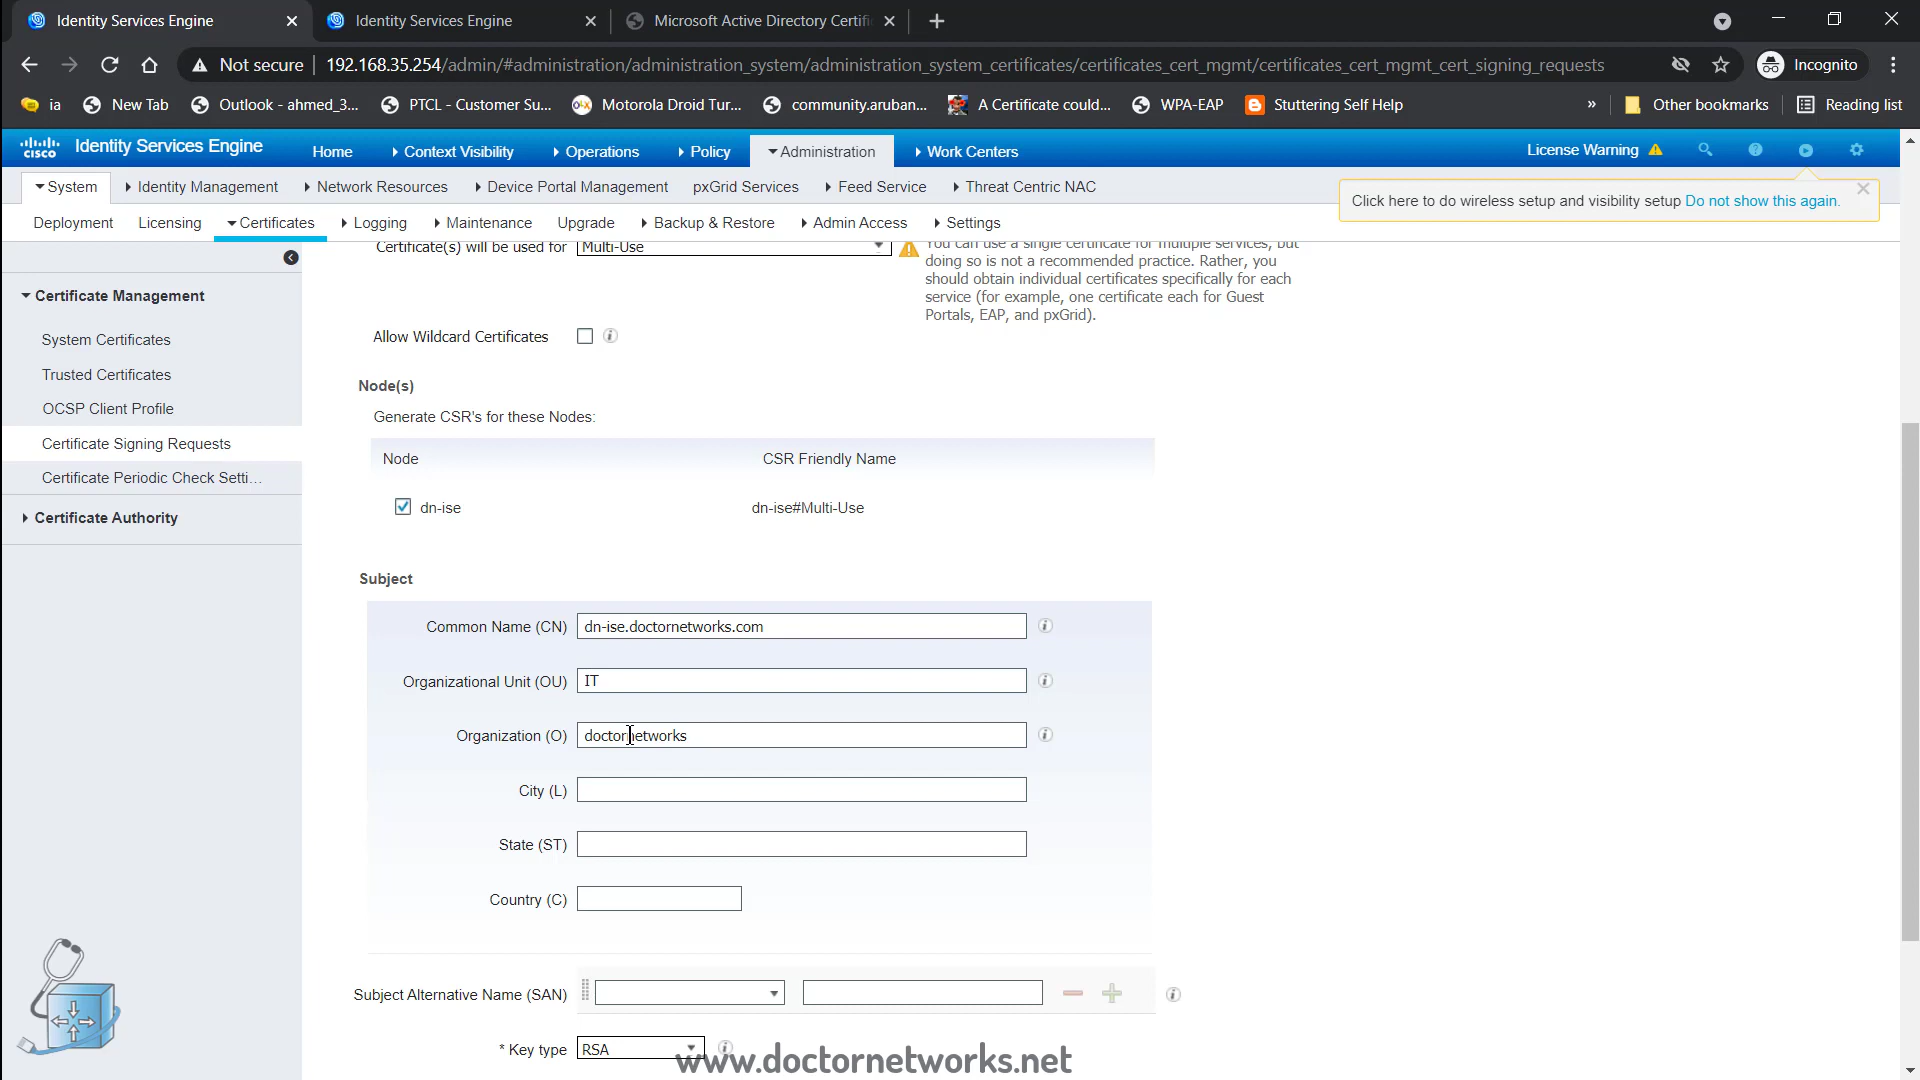 Identity Services Engine
Identity Services Engine
Microsoft Active Directory Certifi
Not secure
192.168.35.254/admin/#administration/administration_system/administration_system_certificates/certificates_cert_mgmt/certificates_cert_mgmt_cert_signing_requests
Incognito
ia
New Tab
Outlook - ahmed_3...
PTCL - Customer Su...
Motorola Droid Tur...
community.aruban...
A Certificate could...
WPA-EAP
Stuttering Self Help
»
Other bookmarks
Reading list
cisco
Identity Services Engine
Home
Context Visibility
Operations
Policy
Administration
Work Centers
License Warning
System
Identity Management
Network Resources
Device Portal Management
pxGrid Services
Feed Service
Threat Centric NAC
Click here to do wireless setup and visibility setup Do not show this again.
Deployment
Licensing
Certificates
Logging
Maintenance
Upgrade
Backup & Restore
Admin Access
Settings
Certificate Management
System Certificates
Trusted Certificates
OCSP Client Profile
Certificate Signing Requests
Certificate Periodic Check Setti...
Certificate Authority
Certificate(s) will be used for
Multi-Use
You can use a single certificate for multiple services, but
doing so is not a recommended practice. Rather, you
should obtain individual certificates specifically for each
service (for example, one certificate each for Guest
Portals, EAP, and pxGrid).
Allow Wildcard Certificates
Node(s)
Generate CSR's for these Nodes:
Node
CSR Friendly Name
dn-ise
dn-ise#Multi-Use
Subject
Common Name (CN)
dn-ise.doctornetworks.com
Organizational Unit (OU)
IT
Organization (O)
doctornetworks
City (L)
State (ST)
Country (C)
Subject Alternative Name (SAN)
* Key type
RSA
www.doctornetworks.net